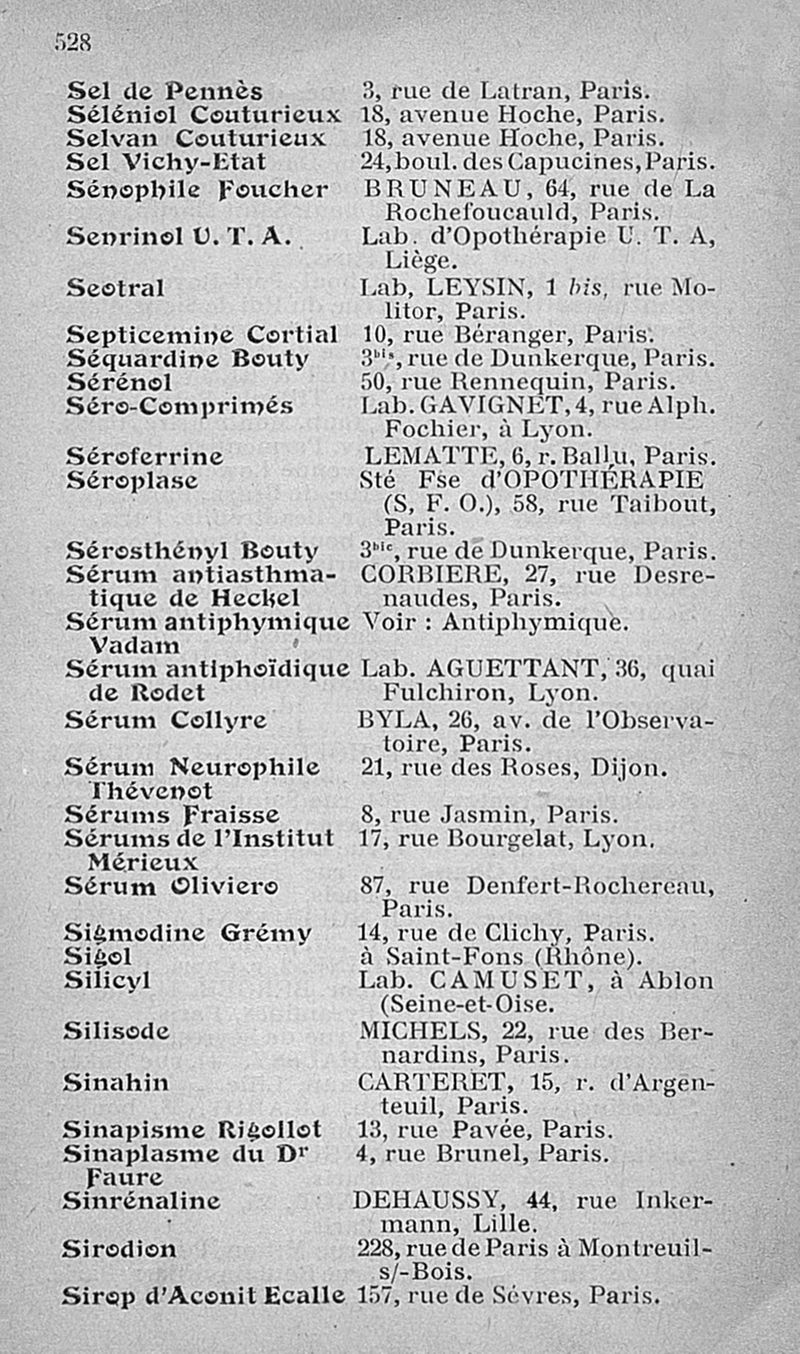 528
Sel de Pennès 3, rue de Latran, Paris.
Séléniol Couturieux 18, avenue Hoche, Paris.
Selvan Couturieux 18, avenue Hoche, Paris.
Sel Vichy-Etat 24, boul. des Capucines, Paris.
Sénophile Foucher BRUNEAU, 64, rue de La
Rochefoucauld, Paris.
Senrinol U. T. A. Lab. d'Opothérapie U. T. A,
Liège.
Seotral Lab, LEYSIN, 1 bis, rue Mo-
litor, Paris.
Septicemine Cortial 10, rue Béranger, Paris.
Séquardine Bouty 3bis, rue de Dunkerque, Paris.
Sérénol 50, rue Rennequin, Paris.
Séro-Comprimés Lab. GAVIGNET, 4, rue Alph.
Fochier, à Lyon.
Séroferrine LEMATTE, 6, r. Ballu, Paris.
Séroplase Sté Fse d'OPOTHÉRAPIE
(S, F. O.), 58, rue Taibout,
Paris.
Sérosthényl Bouty 3bic, rue de Dunkerque, Paris.
Sérum antiasthma- CORBIERE, 27, rue Desre-
tique de Heckel naudes, Paris.
Sérum antiphymique Voir : Antiphymique.
Vadam
Sérum antiphoïdique Lab. AGUETTANT, 36, quai
de Rodet Fulchiron, Lyon.
Sérum Collyre BYLA, 26, av. de l'Observa-
toire, Paris.
Sérum Neurophile 21, rue des Roses, Dijon.
Thévenot
Sérums Fraisse 8, rue Jasmin, Paris.
Sérums de l'Institut 17, rue Bourgelat, Lyon.
Mérieux
Sérum Oliviero 87, rue Denfert-Rochereau,
Paris.
Sigmodine Grémy 14, rue de Clichy, Paris.
Sigol à Saint-Fons (Rhône).
Silicyl Lab. CAMUSET, à Ablon
(Seine-et-Oise.
Silisode MICHELS, 22, rue des Ber-
nardins, Paris.
Sinahin CARTERET, 15, r. d'Argen-
teuil, Paris.
Sinapisme Rigollot 13, rue Pavée, Paris.
Sinaplasme du Dr 4, rue Brunel, Paris.
Faure
Sinrénaline DEHAUSSY, 44, rue Inker-
mann, Lille.
Sirodion 228, rue de Paris à Montreuil-
s/-Bois.
Sirop d'Aconit Ecalle 157, rue de Sèvres, Paris.